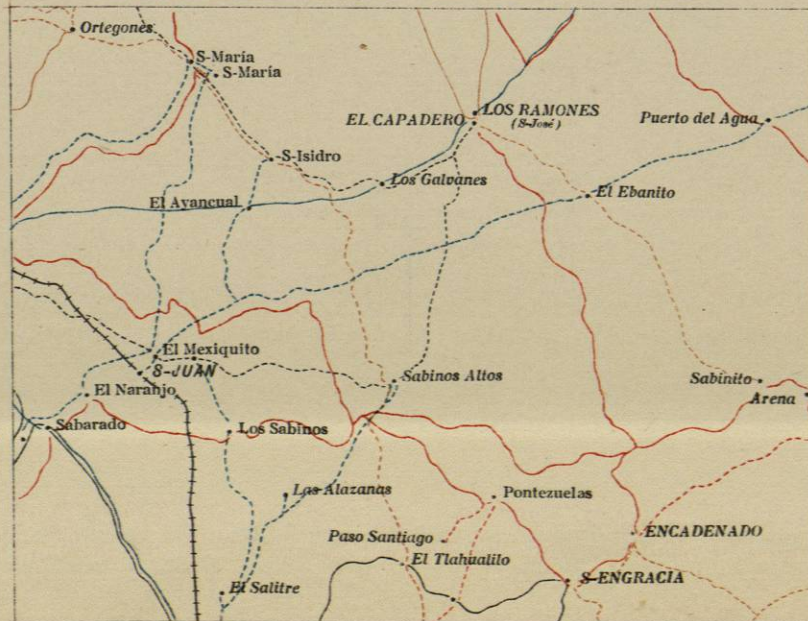 Ortegones
S-María
S-María
EL CAPADERO
LOS RAMONES
(S-José)
Puerto del Agua
S-Isidro
Los Galvanes
El Ebanito
El Ayancual
El Mexiquito
S-JUAN
Sabinos Altos
Sabinito
Arena
El Naranjo
Sabarado
Los Sabinos
Las Alazanas
Pontezuelas
ENCADENADO
Paso Santiago
El Tlahualilo
S-ENGRACIA
El Salitre